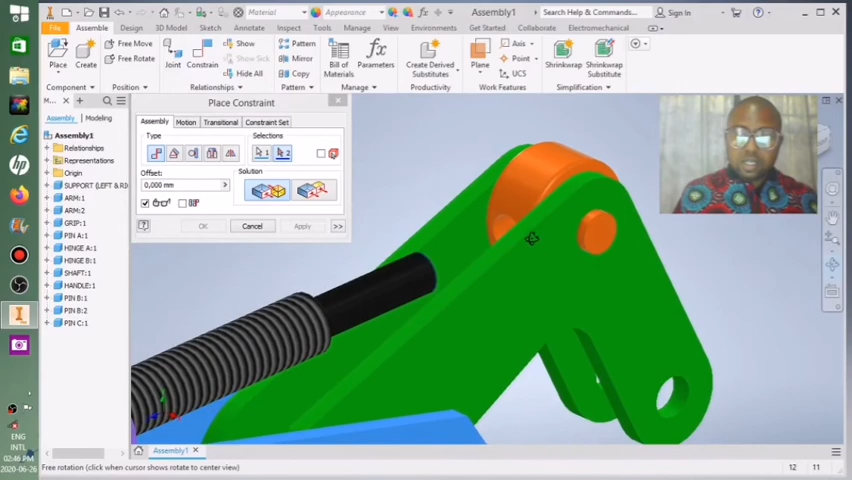 Material
Appearance
Assembly1
Search Help & Commands...
Sign In
File
Assemble
Design
3D Model
Sketch
Annotate
Inspect
Tools
Manage
View
Environments
Get Started
Collaborate
Electromechanical
Place
Create
Free Move
Free Rotate
Component
Joint
Constrain
Show
Show Sick
Hide All
Relationships
Pattern
Mirror
Copy
Pattern
Bill of
Materials
Parameters
Manage
Create Derived
Substitutes
Productivity
Plane
Axis
Point
UCS
Work Features
Shrinkwrap
Shrinkwrap
Substitute
Simplification
M...
Assembly
Modeling
Assembly1
Relationships
Representations
Origin
SUPPORT (LEFT & RI
ARM:1
ARM:2
GRIP:1
PIN A:1
HINGE A:1
HINGE B:1
SHAFT:1
HANDLE:1
PIN B:1
PIN B:2
PIN C:1
Place Constraint
Assembly
Motion
Transitional
Constraint Set
Type
Selections
1
2
Offset:
0,000 mm
Solution
OK
Cancel
Apply
>>
Assembly1
Free rotation (click when cursor shows rotate to center view)
12
13
ENG
INTL
02:46 PM
2020-06-26